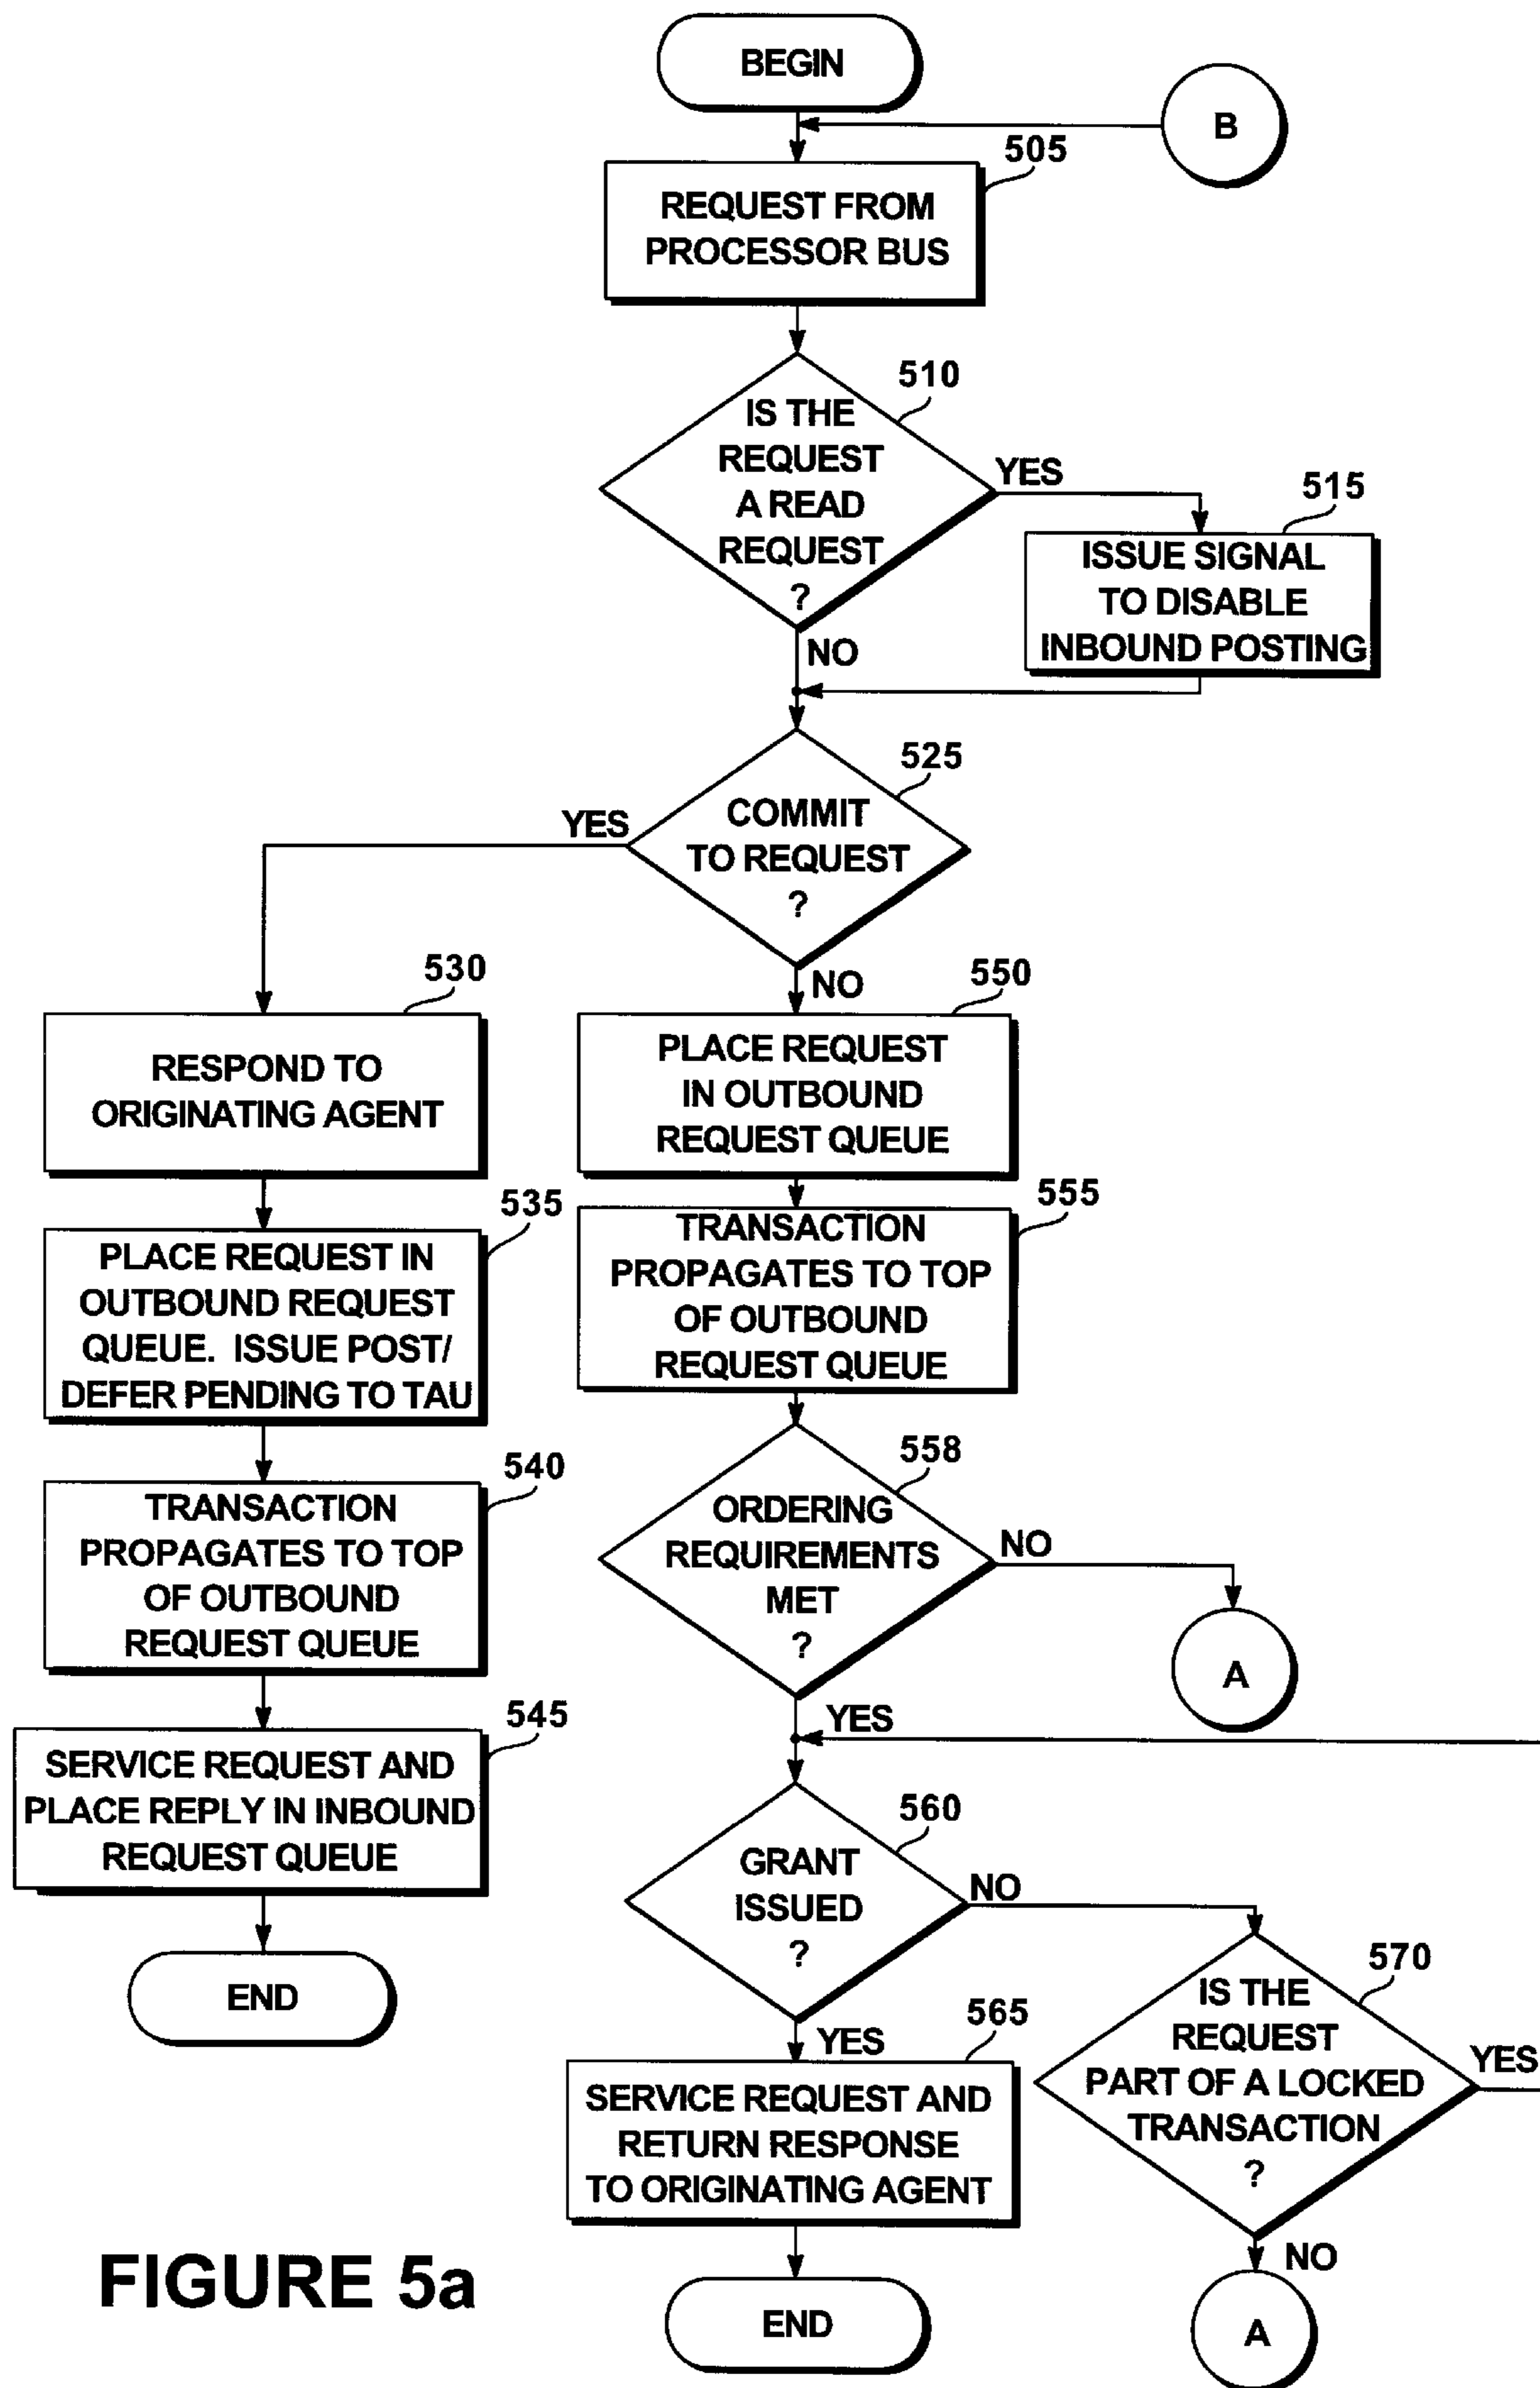 BEGIN
B
505
REQUEST FROM
PROCESSOR BUS
510
IS THE
REQUEST
A READ
REQUEST
?
YES
515
ISSUE SIGNAL
TO DISABLE
INBOUND POSTING
NO
525
COMMIT
TO REQUEST
?
YES
NO
530
RESPOND TO
ORIGINATING AGENT
535
PLACE REQUEST IN
OUTBOUND REQUEST
QUEUE. ISSUE POST/
DEFER PENDING TO TAU
540
TRANSACTION
PROPAGATES TO TOP
OF OUTBOUND
REQUEST QUEUE
545
SERVICE REQUEST AND
PLACE REPLY IN INBOUND
REQUEST QUEUE
END
550
PLACE REQUEST
IN OUTBOUND
REQUEST QUEUE
555
TRANSACTION
PROPAGATES TO TOP
OF OUTBOUND
REQUEST QUEUE
558
ORDERING
REQUIREMENTS
MET
?
NO
A
YES
560
GRANT
ISSUED
?
NO
570
IS THE
REQUEST
PART OF A LOCKED
TRANSACTION
?
YES
NO
A
YES
565
SERVICE REQUEST AND
RETURN RESPONSE
TO ORIGINATING AGENT
END
FIGURE 5a